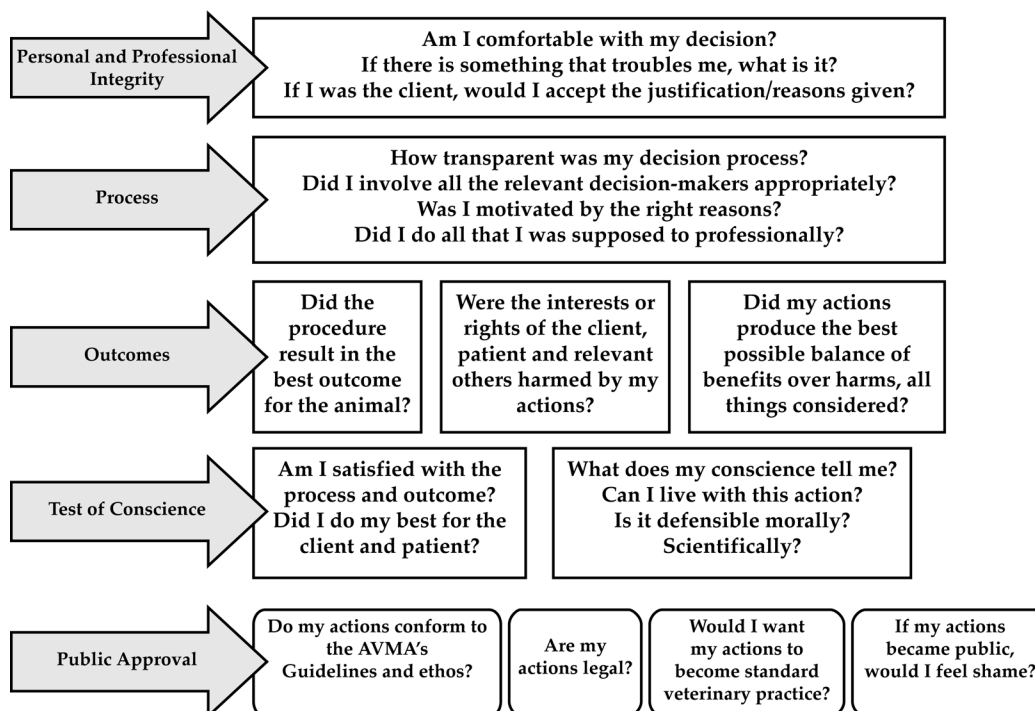 Personal and Professional
Integrity
Am I comfortable with my decision?
If there is something that troubles me, what is it?
If I was the client, would I accept the justification/reasons given?
Process
How transparent was my decision process?
Did I involve all the relevant decision-makers appropriately?
Was I motivated by the right reasons?
Did I do all that I was supposed to professionally?
Outcomes
Did the
procedure
result in the
best outcome
for the animal?
Were the interests or
rights of the client,
patient and relevant
others harmed by my
actions?
Did my actions
produce the best
possible balance of
benefits over harms, all
things considered?
Test of Conscience
Am I satisfied with the
process and outcome?
Did I do my best for the
client and patient?
What does my conscience tell me?
Can I live with this action?
Is it defensible morally?
Scientifically?
Public Approval
Do my actions conform to
the AVMA's
Guidelines and ethos?
Are my
actions legal?
Would I want
my actions to
become standard
veterinary practice?
If my actions
became public,
would I feel shame?